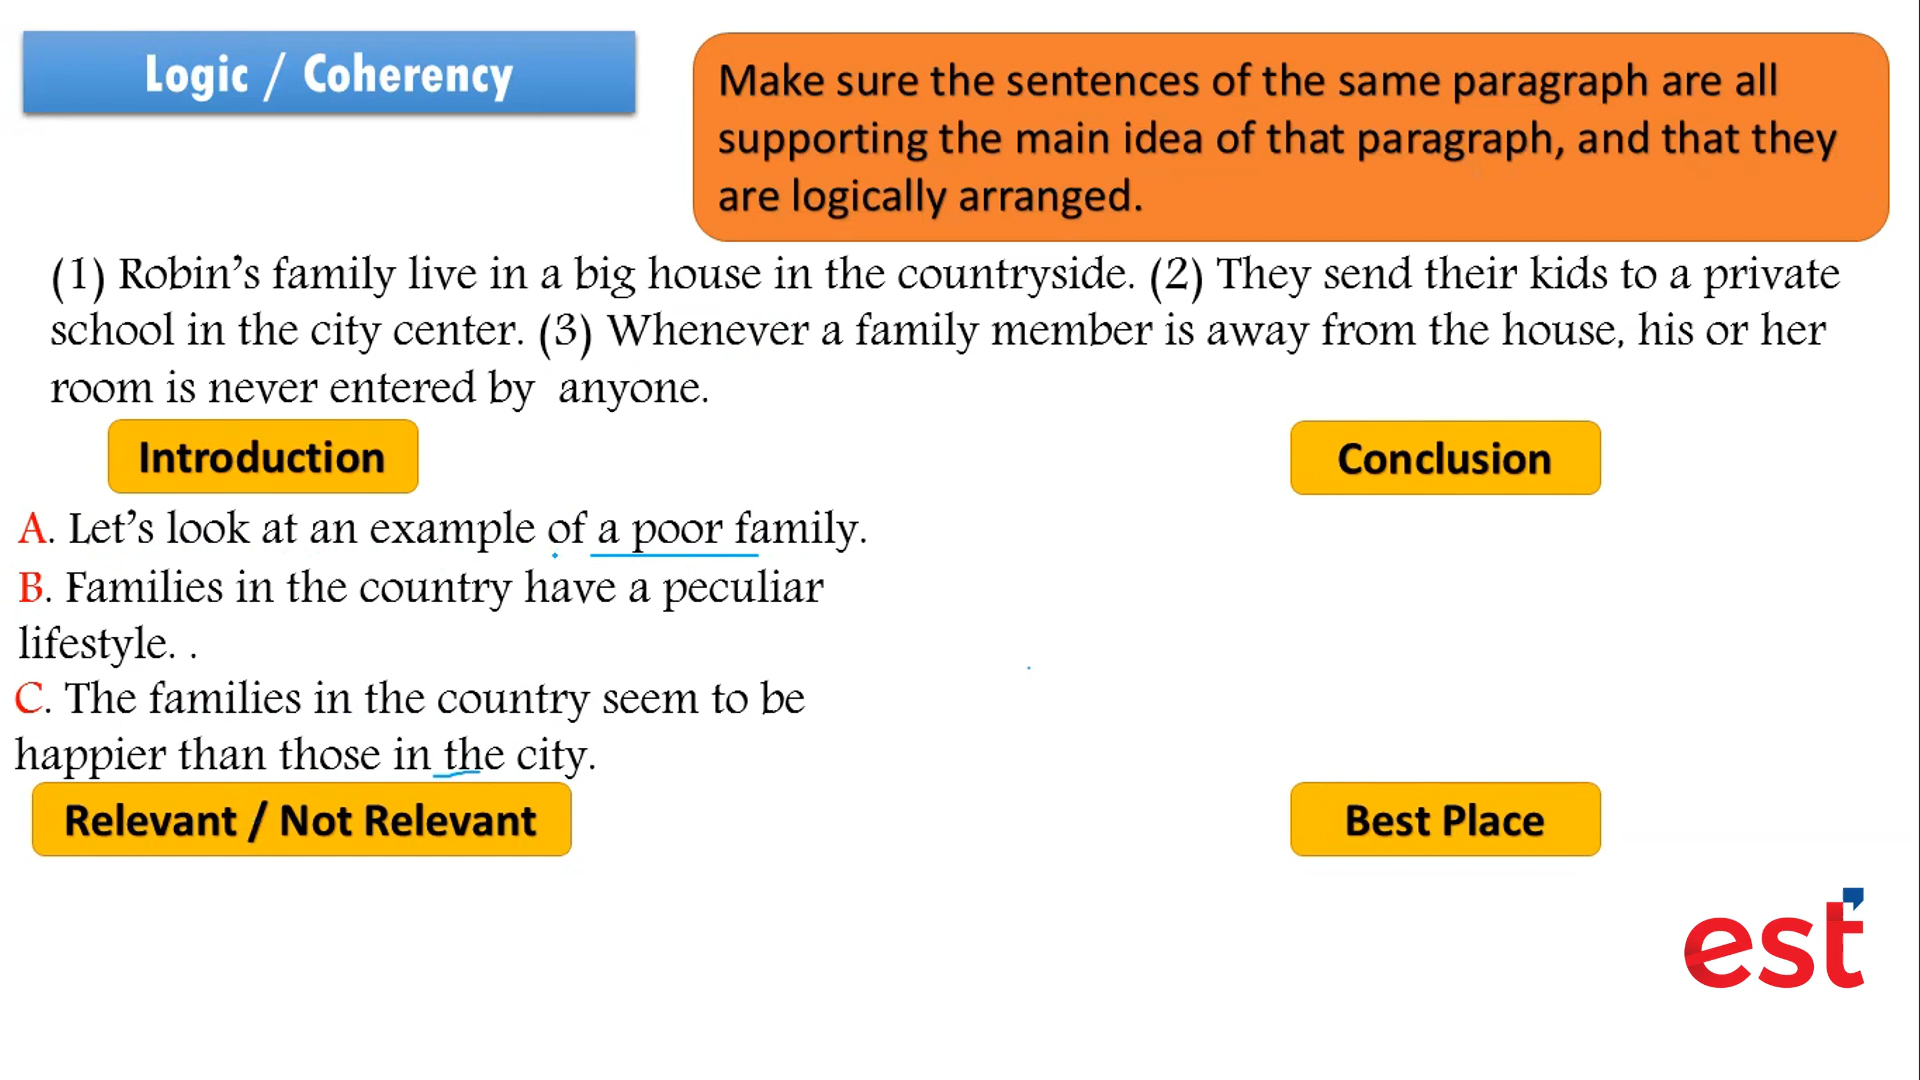 Logic / Coherency
Make sure the sentences of the same paragraph are all
supporting the main idea of that paragraph, and that they
are logically arranged.
(1) Robin’s family live in a big house in the countryside. (2) They send their kids to a private
school in the city center. (3) Whenever a family member is away from the house, his or her
room is never entered by  anyone.
Introduction
Conclusion
A. Let’s look at an example of a poor family.
B. Families in the country have a peculiar
lifestyle. .
C. The families in the country seem to be
happier than those in the city.
Relevant / Not Relevant
Best Place
est